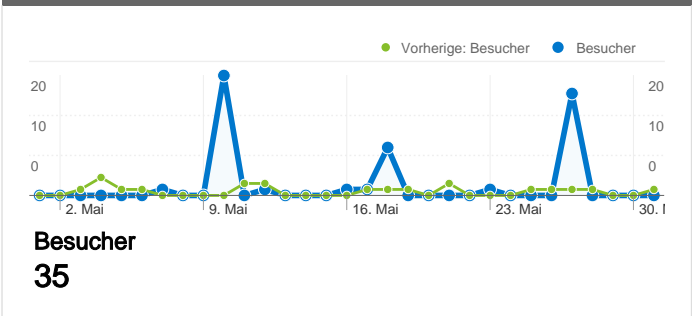 Vorherige: Besucher Besucher
20 20
10 10
0 0
2. Mai 9. Mai 16. Mai 23. Mai 30. M
Besucher
35